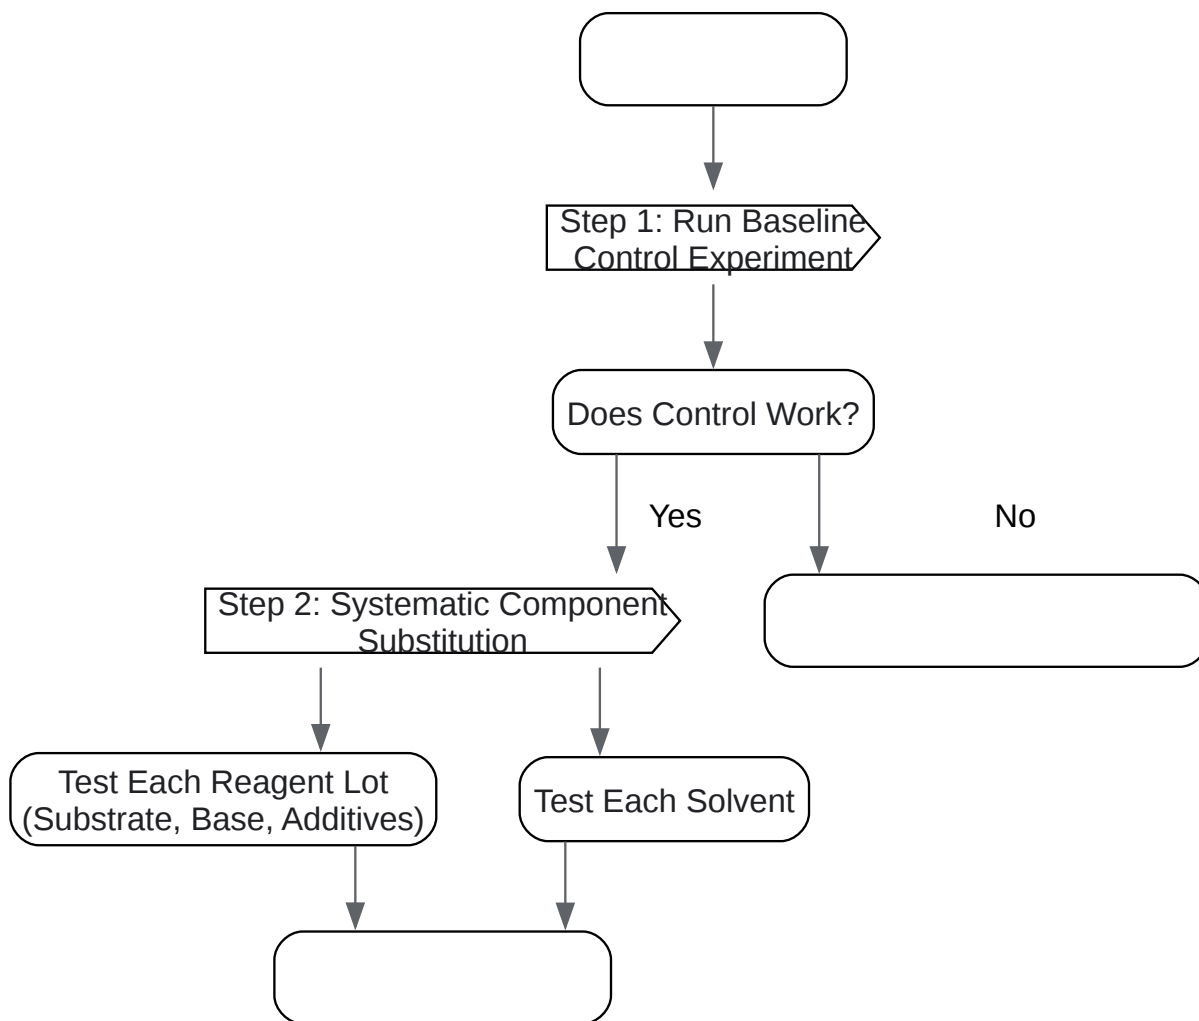 Step 1: Run Baseline
Control Experiment
Does Control Work?
Yes
No
Step 2: Systematic Component
Substitution
Test Each Reagent Lot
(Substrate, Base, Additives)
Test Each Solvent